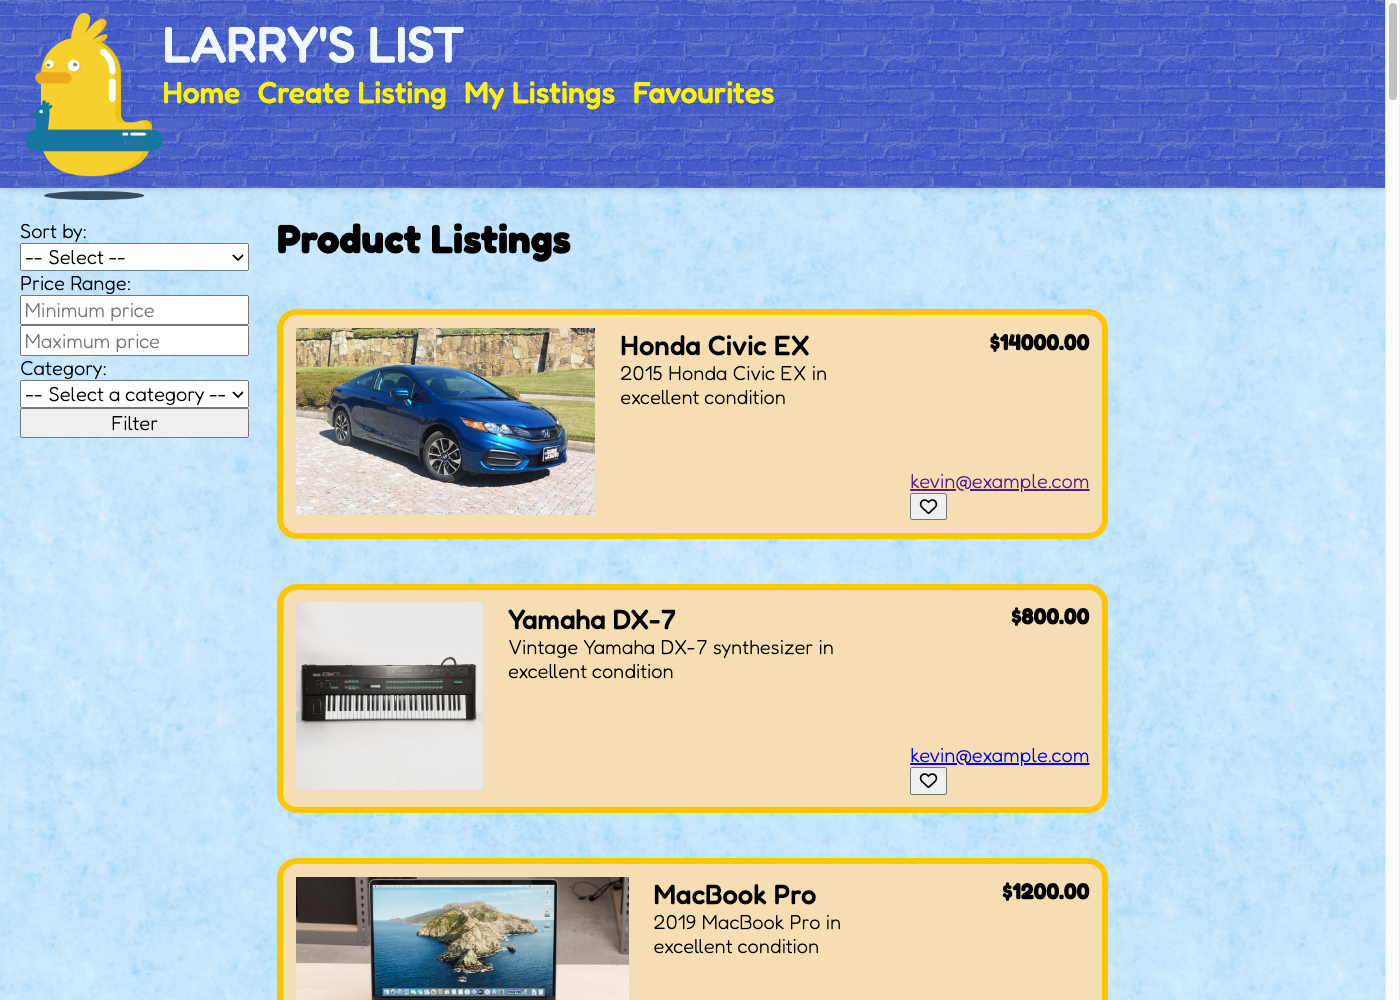 LARRY'S LIST
Home Create Listing My Listings Favourites
Sort by:
-- Select --
Price Range:
Minimum price
Maximum price
Category:
-- Select a category --
Filter
Product Listings
Honda Civic EX
$14000.00
2015 Honda Civic EX in
excellent condition
kevin@example.com
Yamaha DX-7
$800.00
Vintage Yamaha DX-7 synthesizer in
excellent condition
kevin@example.com
MacBook Pro
$1200.00
2019 MacBook Pro in
excellent condition